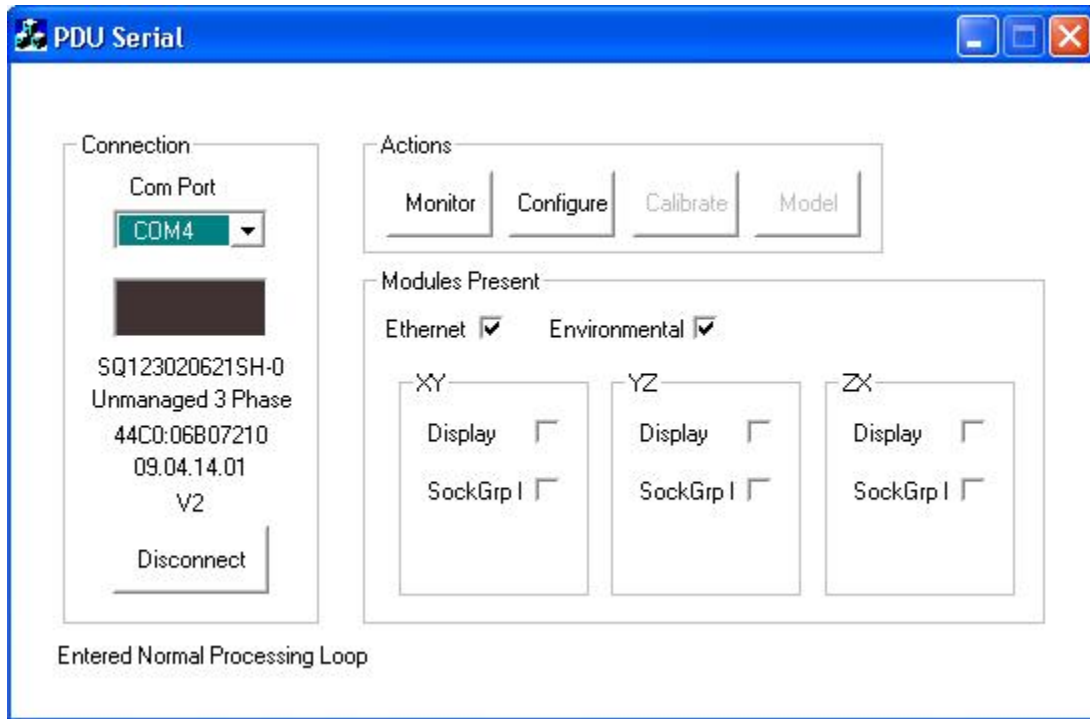 PDU Serial
Connection
Com Port
COM4
SQ123020621SH-0
Unmanaged 3 Phase
44C0:06B07210
09.04.14.01
V2
Disconnect
Actions
Monitor Configure Calibrate Model
Modules Present
Ethernet Environmental
XY YZ ZX
Display Display Display
SockGrp I SockGrp I SockGrp I
Entered Normal Processing Loop